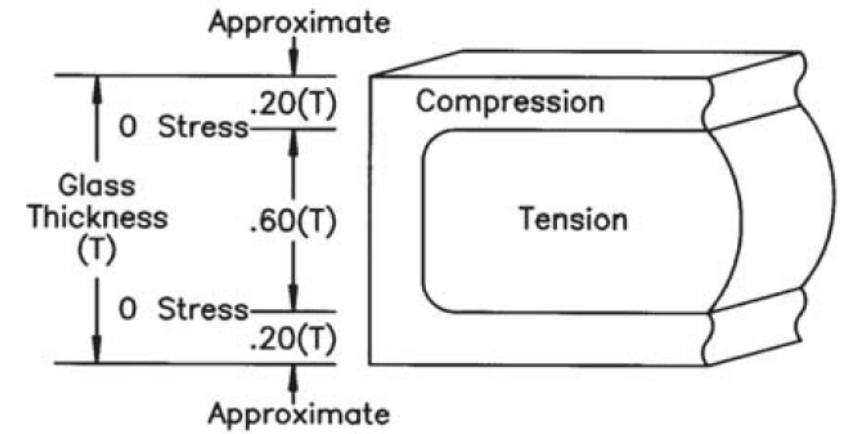 Approximate
.20(T)
Compression
0 Stress
Glass
Thickness
(T)
.60(T)
Tension
0 Stress
.20(T)
Approximate